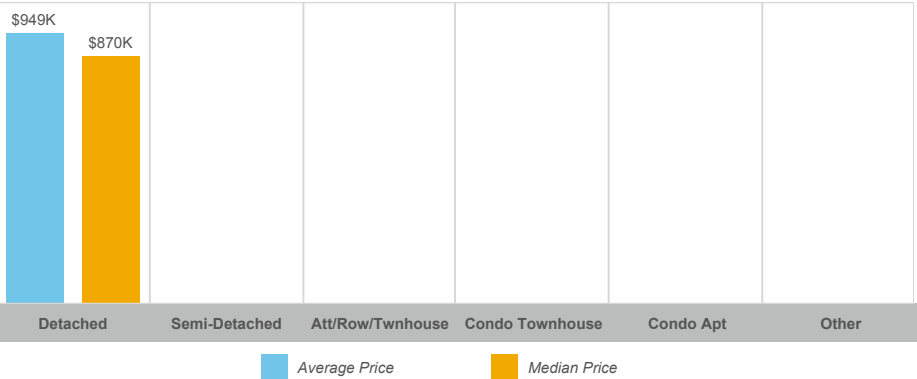 $949K
$870K
Detached Semi-Detached Att/Row/Twnhouse Condo Townhouse Condo Apt Other
Average Price Median Price